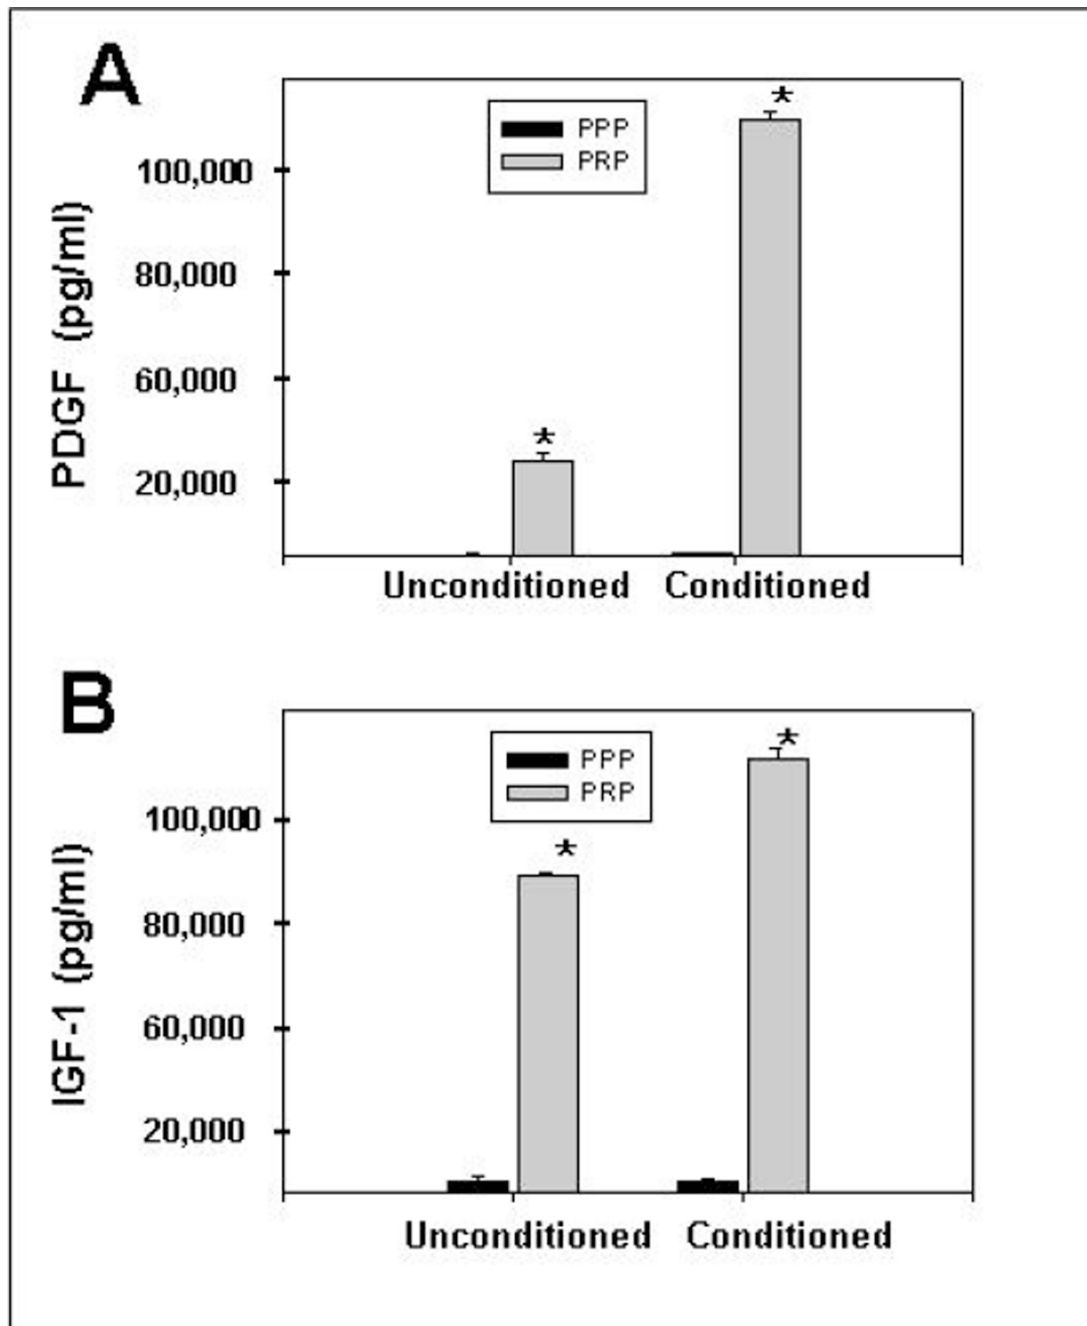 A
PPP
PRP
*
*
100,000
80,000
60,000
20,000
PDGF (pg/ml)
Unconditioned Conditioned
B
PPP
PRP
*
*
100,000
80,000
60,000
20,000
IGF-1 (pg/ml)
Unconditioned Conditioned